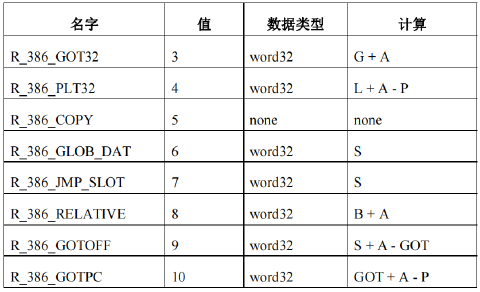 名字 值 数据类型 计算
R_386_GOT32 3 word32 G + A
R_386_PLT32 4 word32 L + A - P
R_386_COPY 5 none none
R_386_GLOB_DAT 6 word32 S
R_386_JMP_SLOT 7 word32 S
R_386_RELATIVE 8 word32 B + A
R_386_GOTOFF 9 word32 S + A - GOT
R_386_GOTPC 10 word32 GOT + A - P